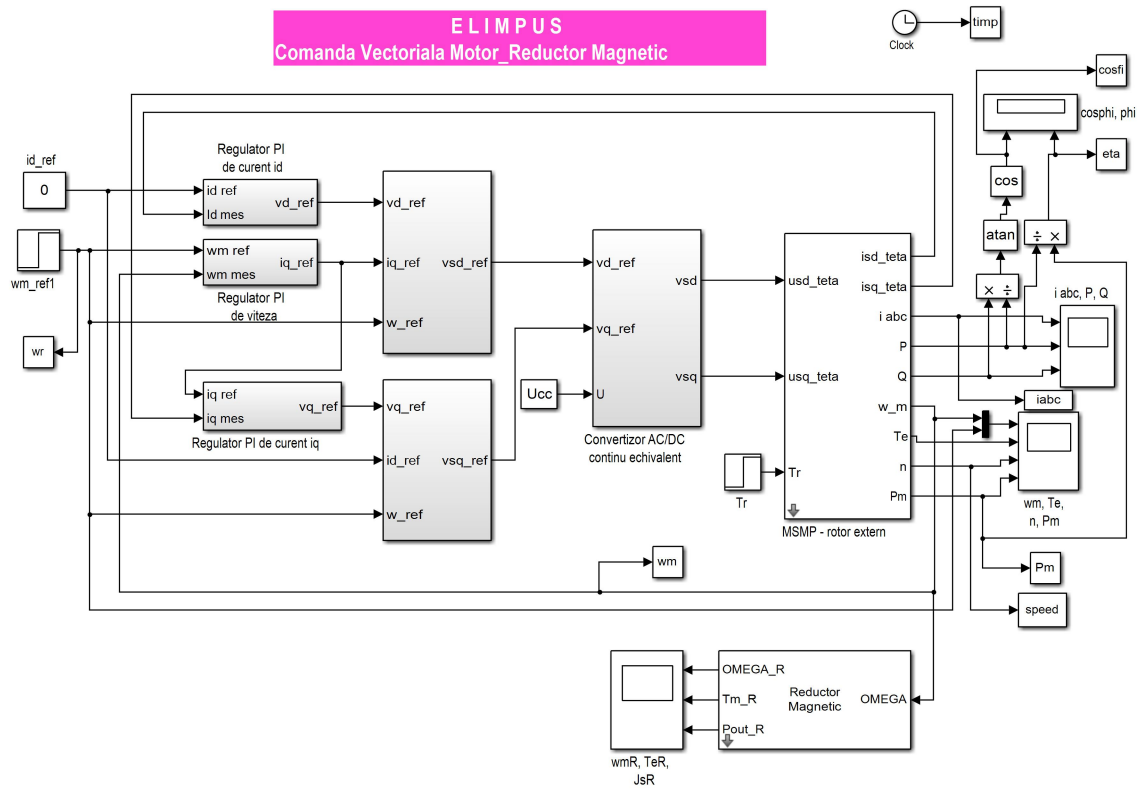 E L I M P U S
Comanda Vectoriala Motor_Reductor Magnetic
Clock
timp
cosfi
cosphi, phi
eta
cos
atan
÷ ×
× ÷
id_ref
0
wm_ref1
wr
Regulator PI
de curent id
id ref
Id mes
vd_ref
wm ref
wm mes
iq_ref
Regulator PI
de viteza
iq ref
iq mes
vq_ref
Regulator PI de curent iq
vd_ref
iq_ref
w_ref
vsd_ref
vq_ref
id_ref
w_ref
vsq_ref
Ucc
vd_ref
vq_ref
U
vsd
vsq
Convertizor AC/DC
continu echivalent
Tr
usd_teta
usq_teta
Tr
isd_teta
isq_teta
i abc
P
Q
w_m
Te
n
Pm
MSMP - rotor extern
i abc, P, Q
iabc
wm, Te,
n, Pm
wm
Pm
speed
OMEGA_R
Tm_R
Pout_R
Reductor
Magnetic
OMEGA
wmR, TeR,
JsR